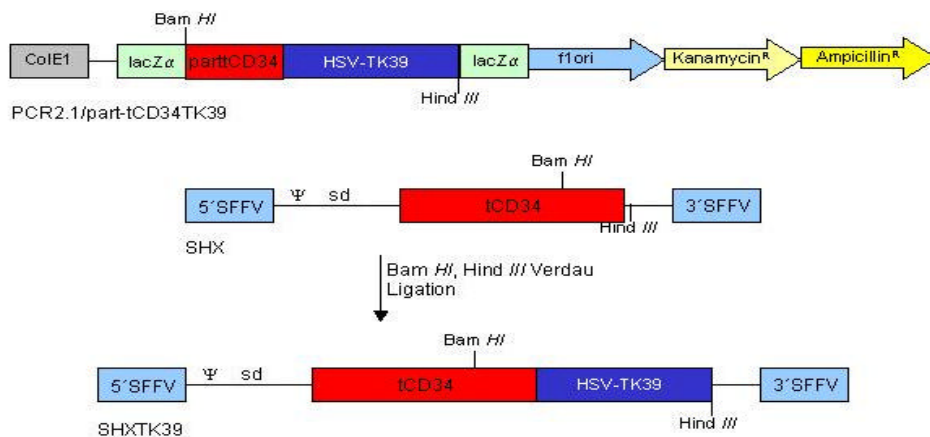 Bam HI
ColE1 lacZα parttCD34 HSV-TK39 lacZα f1ori Kanamycin^R Ampicillin^R
Hind III
PCR2.1/part-tCD34TK39
Bam HI
5´SFFV Ψ sd tCD34 3´SFFV
Hind III
SHX
Bam HI, Hind III Verdau
Ligation
Bam HI
5´SFFV Ψ sd tCD34 HSV-TK39 3´SFFV
Hind III
SHXTK39